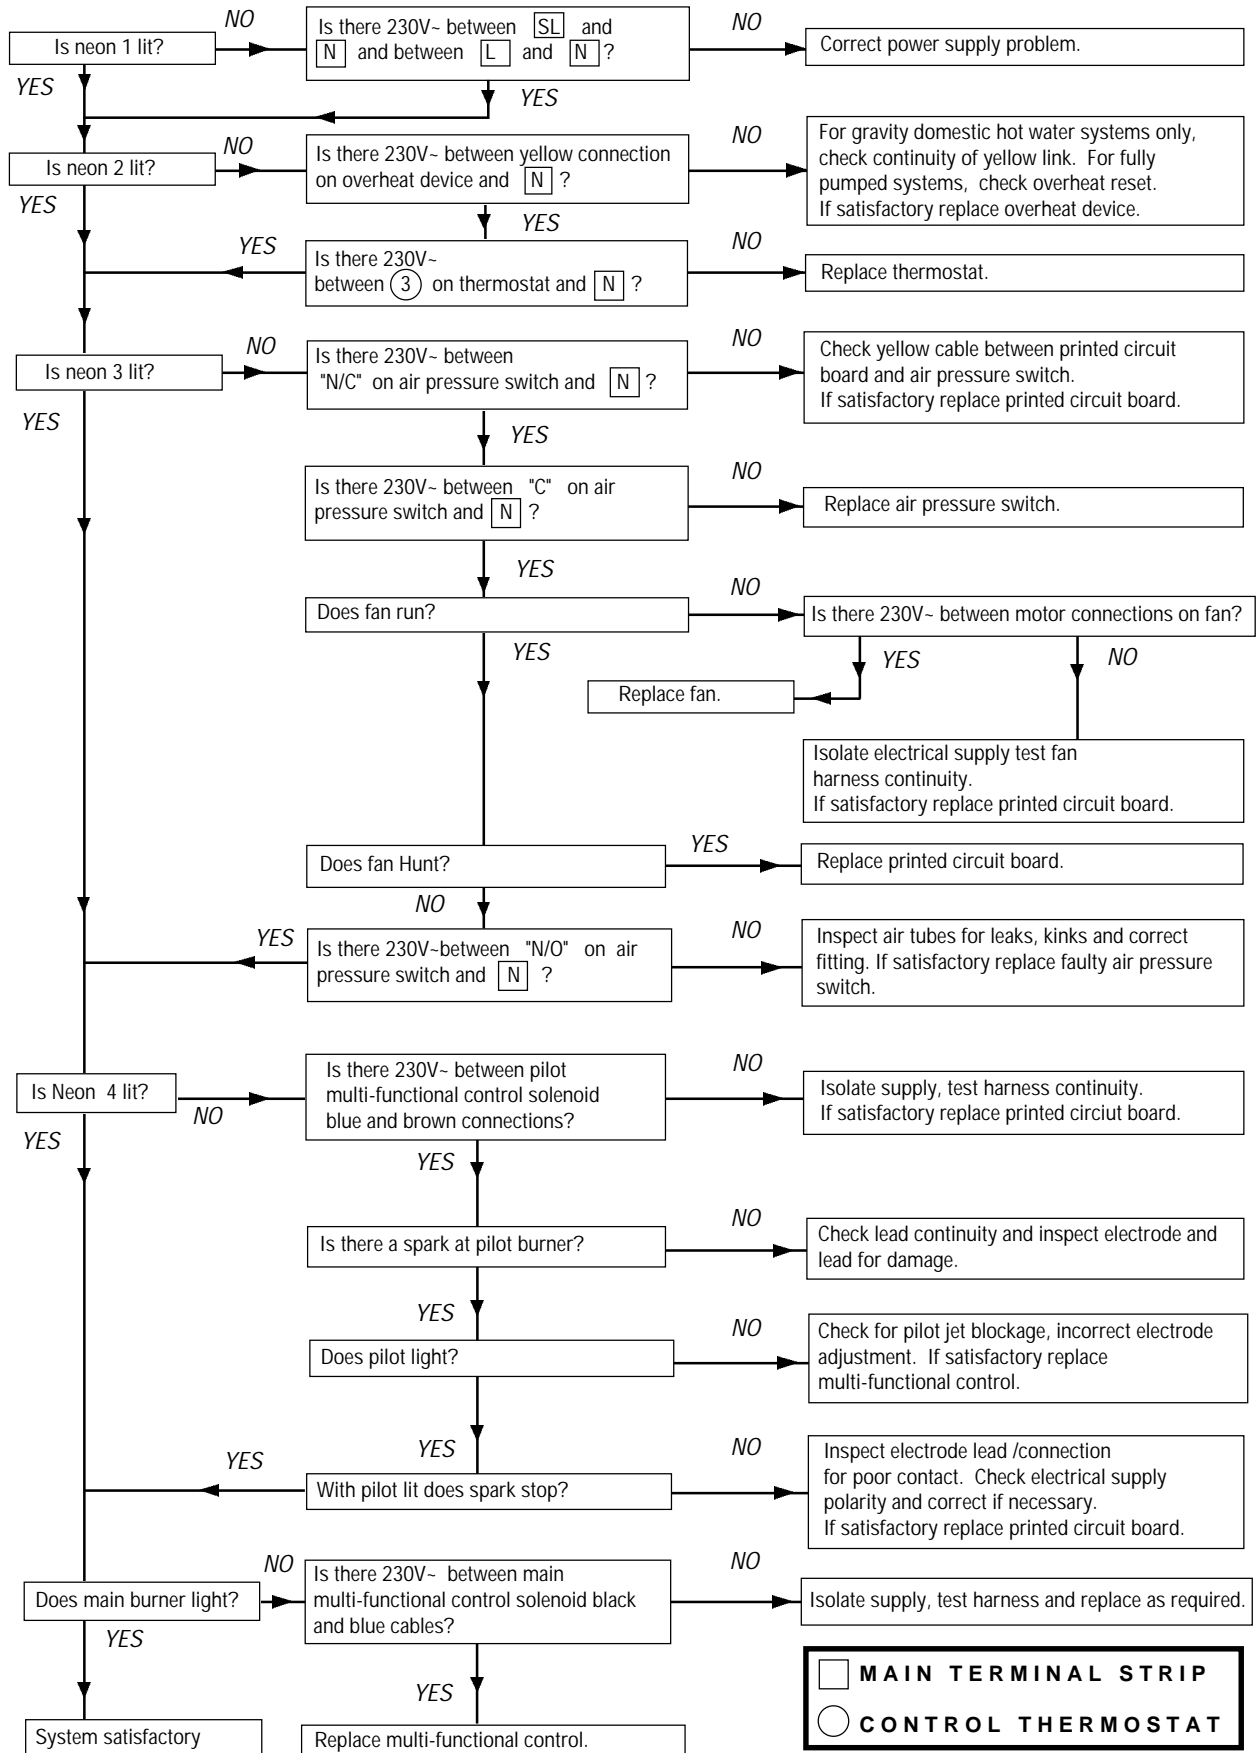 NO
Is there 230V~ between SL and
NO
Is neon 1 lit?
N and between L and N ?
Correct power supply problem.
YES
YES
NO
Is there 230V~ between yellow connection
on overheat device and N ?
NO
For gravity domestic hot water systems only,
check continuity of yellow link. For fully
pumped systems, check overheat reset.
If satisfactory replace overheat device.
Is neon 2 lit?
YES
YES
YES
Is there 230V~
between 3 on thermostat and N ?
NO
Replace thermostat.
Is neon 3 lit?
NO
Is there 230V~ between
"N/C" on air pressure switch and N ?
NO
Check yellow cable between printed circuit
board and air pressure switch.
If satisfactory replace printed circuit board.
YES
YES
Is there 230V~ between "C" on air
pressure switch and N ?
NO
Replace air pressure switch.
YES
Does fan run?
NO
Is there 230V~ between motor connections on fan?
YES
YES
NO
Replace fan.
Isolate electrical supply test fan
harness continuity.
If satisfactory replace printed circuit board.
Does fan Hunt?
YES
Replace printed circuit board.
NO
YES
Is there 230V~between "N/O" on air
pressure switch and N ?
NO
Inspect air tubes for leaks, kinks and correct
fitting. If satisfactory replace faulty air pressure
switch.
Is Neon 4 lit?
NO
Is there 230V~ between pilot
multi-functional control solenoid
blue and brown connections?
NO
Isolate supply, test harness continuity.
If satisfactory replace printed circiut board.
YES
YES
Is there a spark at pilot burner?
NO
Check lead continuity and inspect electrode and
lead for damage.
YES
Does pilot light?
NO
Check for pilot jet blockage, incorrect electrode
adjustment. If satisfactory replace
multi-functional control.
YES
YES
With pilot lit does spark stop?
NO
Inspect electrode lead /connection
for poor contact. Check electrical supply
polarity and correct if necessary.
If satisfactory replace printed circuit board.
Does main burner light?
NO
Is there 230V~ between main
multi-functional control solenoid black
and blue cables?
NO
Isolate supply, test harness and replace as required.
YES
YES
System satisfactory
Replace multi-functional control.
MAIN TERMINAL STRIP
CONTROL THERMOSTAT